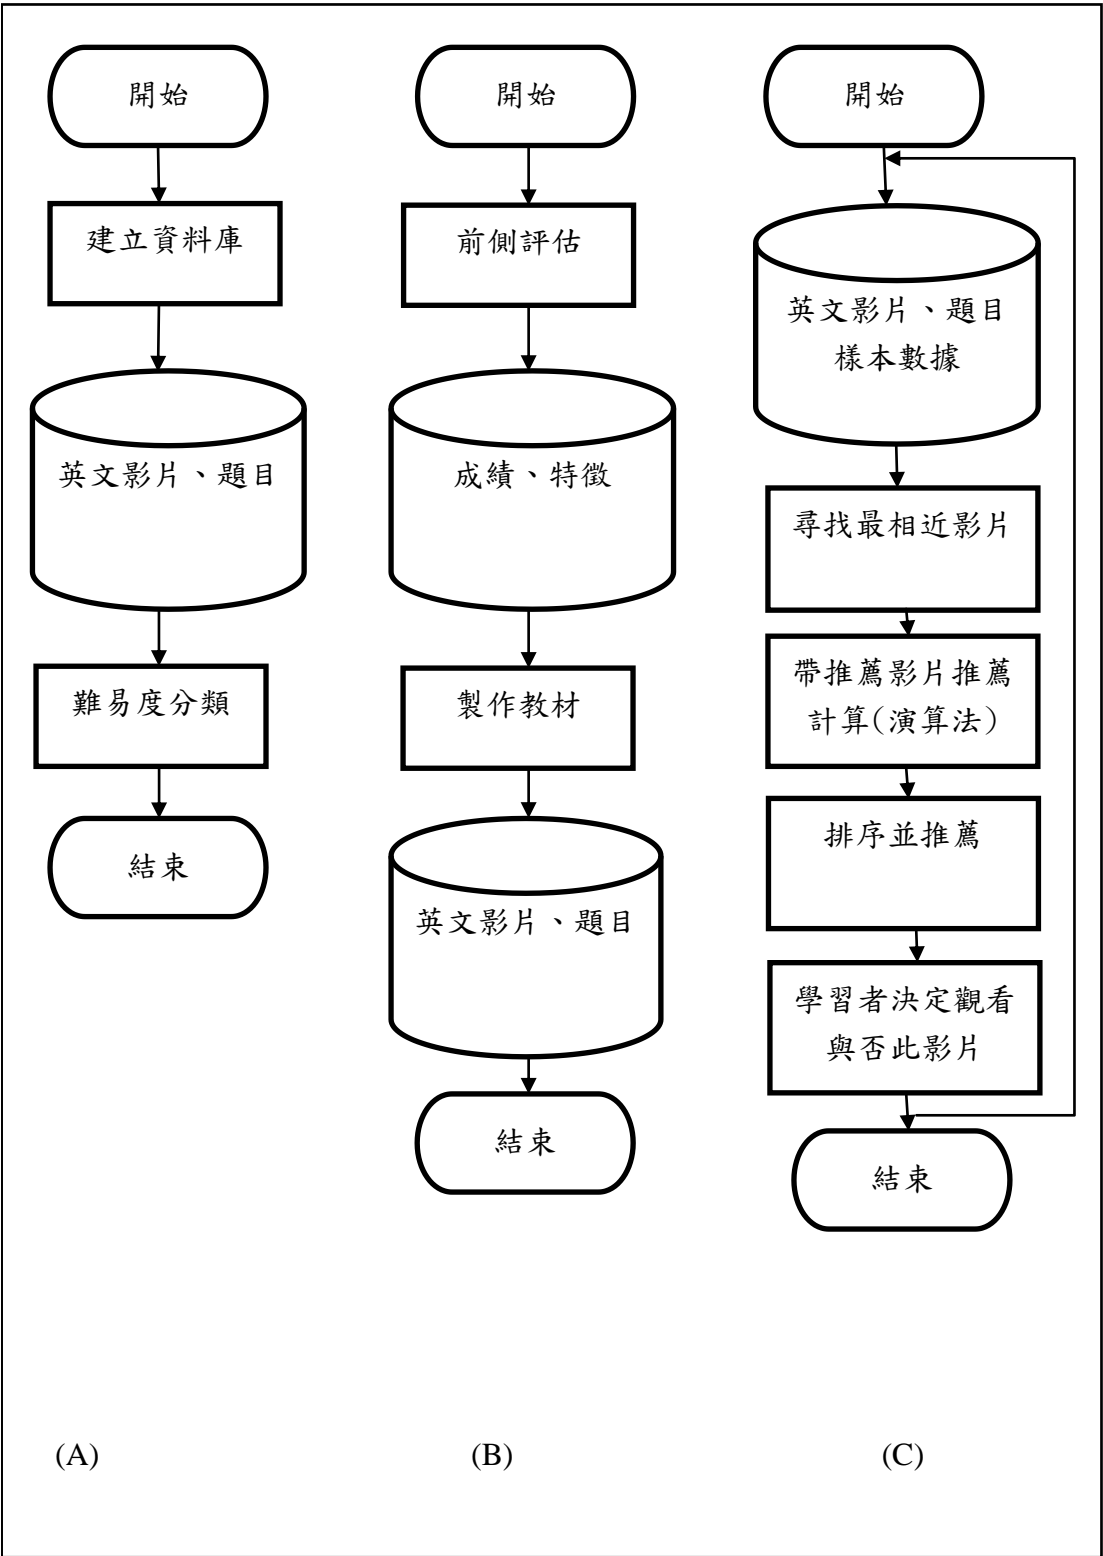 開始
建立資料庫
英文影片、題目
難易度分類
結束
(A)
開始
前側評估
成績、特徵
製作教材
英文影片、題目
結束
(B)
開始
英文影片、題目
樣本數據
尋找最相近影片
帶推薦影片推薦
計算(演算法)
排序並推薦
學習者決定觀看
與否此影片
結束
(C)